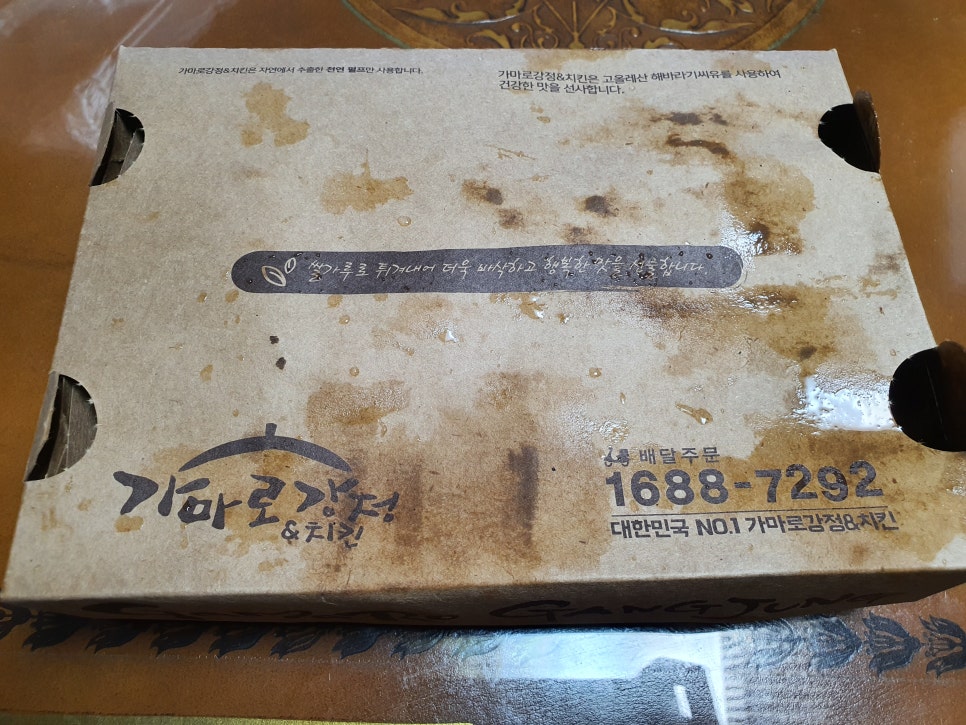 가마로강정&치킨은 자연에서 추출한 천연 펄프만 사용합니다.
가마로강정&치킨은 고올레산 해바라기씨유를 사용하여
건강한 맛을 선사합니다.
쌀가루로 튀겨내어 더욱 바삭하고 행복한 맛을 선물합니다.
가마로강정
&치킨
배달주문
1688-7292
대한민국 NO.1 가마로강정&치킨
GANGJUNG